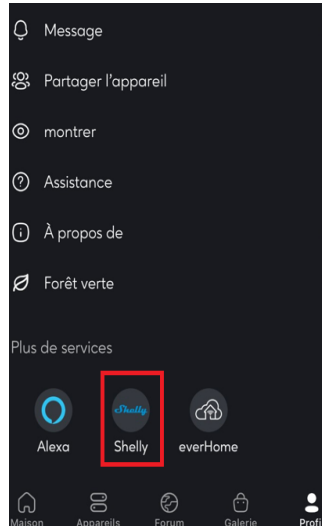 Message
Partager l'appareil
montrer
Assistance
À propos de
Forêt verte
Plus de services
Shelly
Alexa Shelly everHome
Maison Appareils Forum Galerie Profi